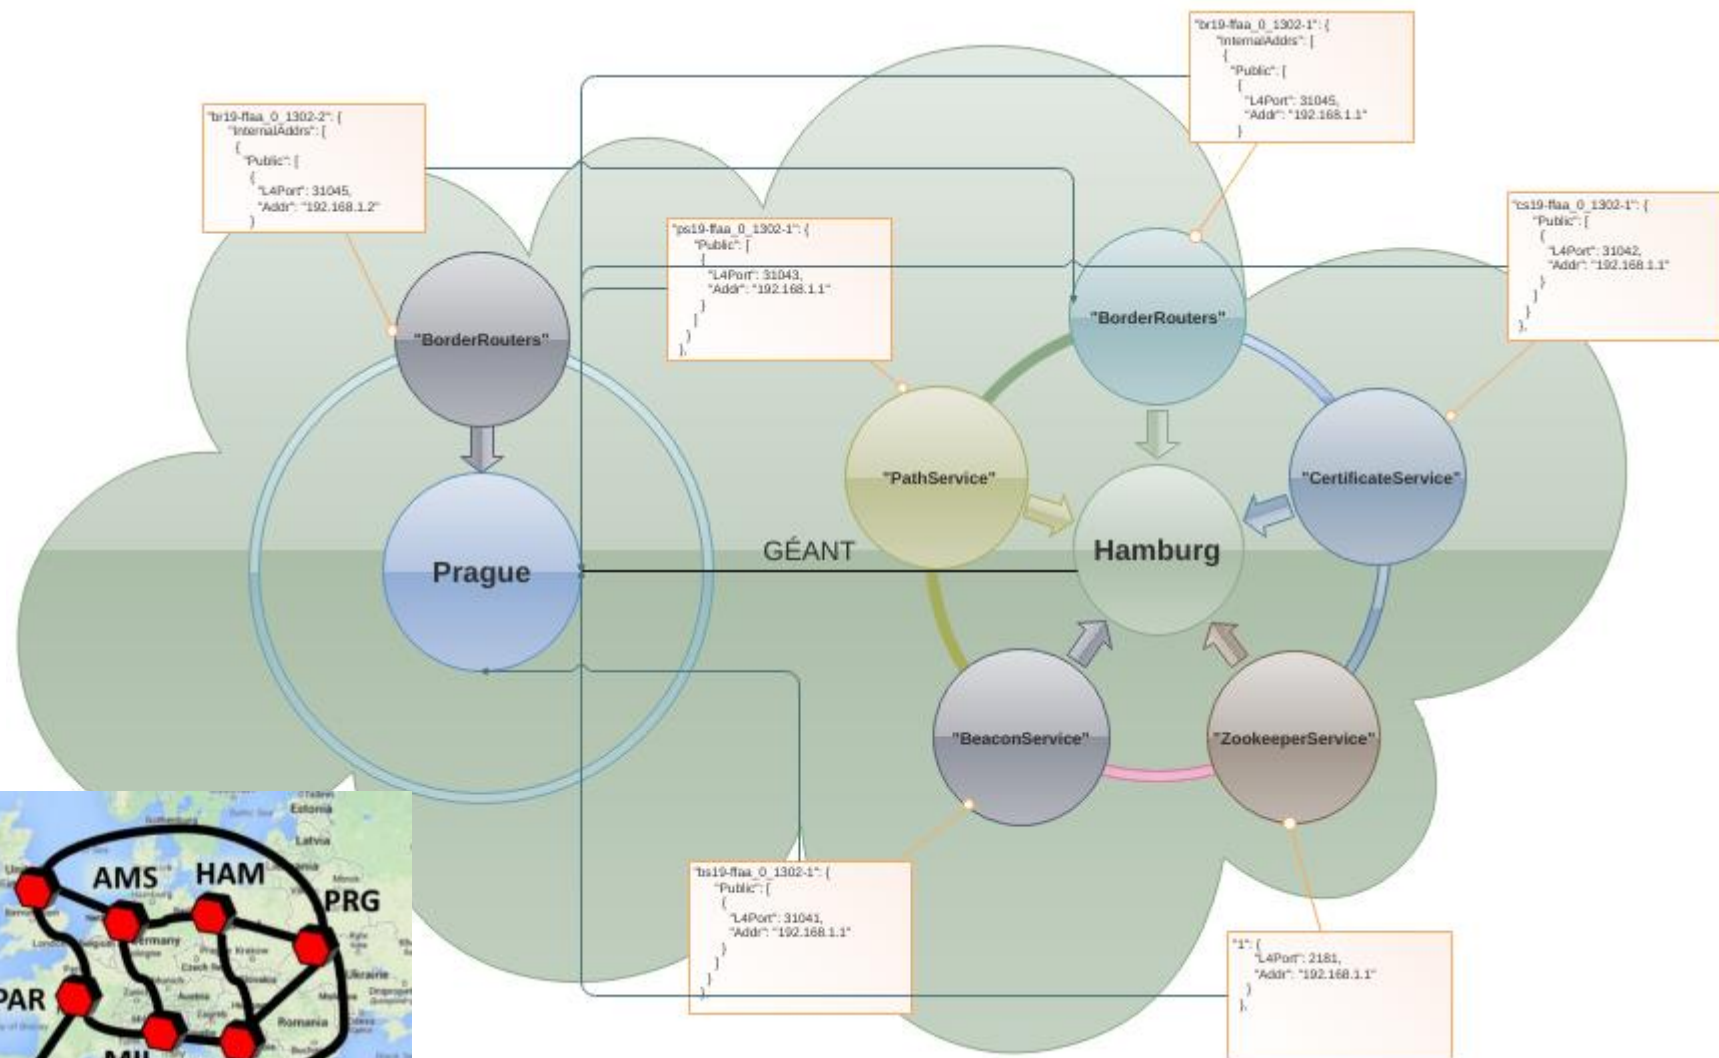 "br19-ffaa_0_1302-1": {
"InternalAddrs": [
{
"Public": [
{
"L4Port": 31045,
"Addr": "192.168.1.1"
}
"br19-ffaa_0_1302-2": {
"InternalAddrs": [
{
"Public": [
{
"L4Port": 31045,
"Addr": "192.168.1.2"
}
"ps19-ffaa_0_1302-1": {
"Public": [
{
"L4Port": 31043,
"Addr": "192.168.1.1"
}
]
}
},
"cs19-ffaa_0_1302-1": {
"Public": [
{
"L4Port": 31042,
"Addr": "192.168.1.1"
}
]
}
},
"BorderRouters"
"BorderRouters"
"PathService"
"CertificateService"
GÉANT
Hamburg
Prague
"BeaconService"
"ZookeeperService"
"bs19-ffaa_0_1302-1": {
"Public": [
{
"L4Port": 31041,
"Addr": "192.168.1.1"
}
]
}
},
"1": {
"L4Port": 2181,
"Addr": "192.168.1.1"
}
},
Estonia
Latvia
AMS
HAM
PRG
Ukraine
Austria
PAR
Romania
MIL